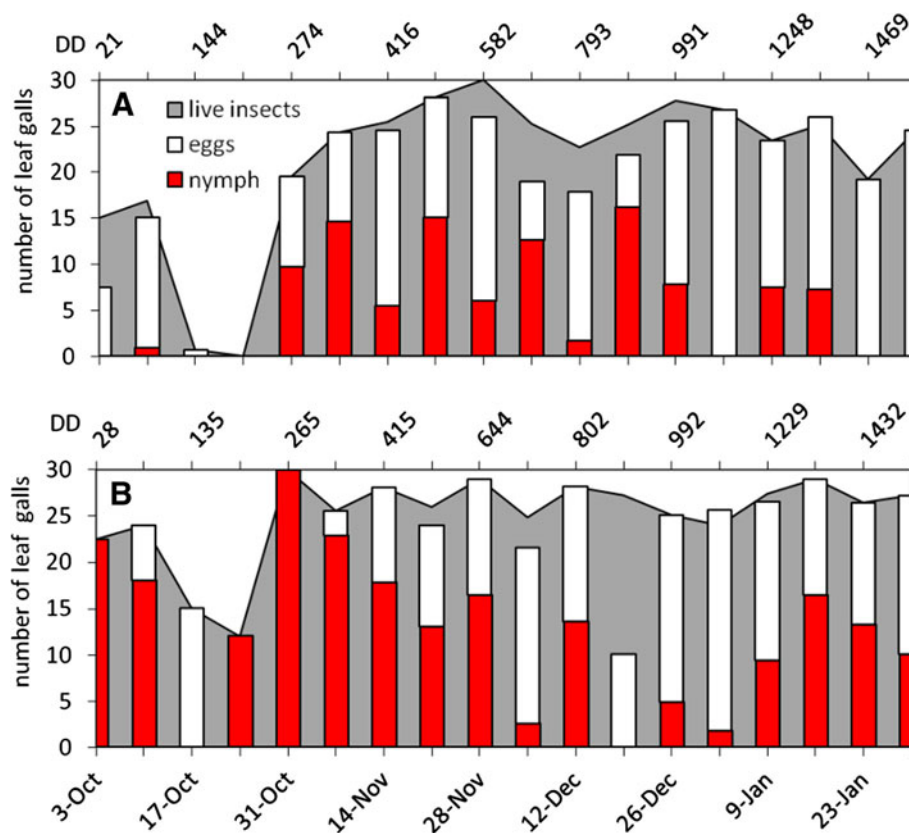 DD 21 144 274 416 582 793 991 1248 1469
A
live insects
eggs
nymph
number of leaf galls
30
25
20
15
10
5
0
DD 28 135 265 415 644 802 992 1229 1432
B
number of leaf galls
30
25
20
15
10
5
0
3-Oct 17-Oct 31-Oct 14-Nov 28-Nov 12-Dec 26-Dec 9-Jan 23-Jan